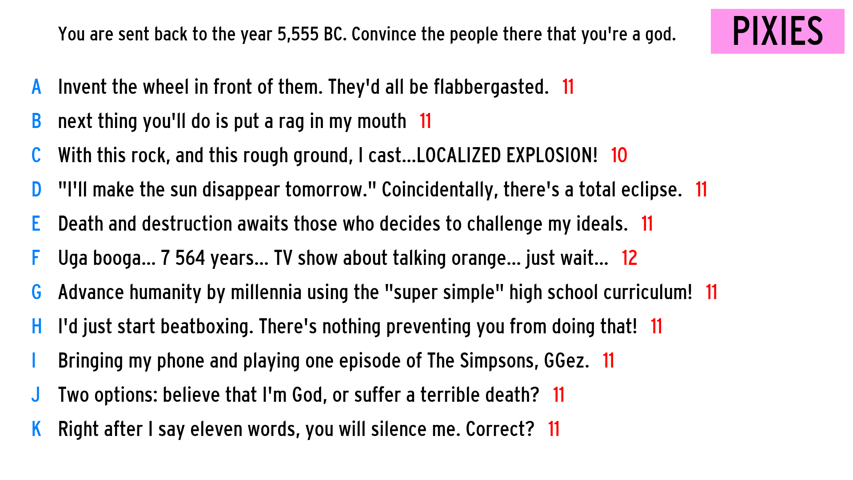 You are sent back to the year 5,555 BC. Convince the people there that you're a god.
PIXIES
A Invent the wheel in front of them. They'd all be flabbergasted. 11
B next thing you'll do is put a rag in my mouth 11
C With this rock, and this rough ground, I cast...LOCALIZED EXPLOSION! 10
D "I'll make the sun disappear tomorrow." Coincidentally, there's a total eclipse. 11
E Death and destruction awaits those who decides to challenge my ideals. 11
F Uga booga... 7 564 years... TV show about talking orange... just wait... 12
G Advance humanity by millennia using the "super simple" high school curriculum! 11
H I'd just start beatboxing. There's nothing preventing you from doing that! 11
I Bringing my phone and playing one episode of The Simpsons, GGez. 11
J Two options: believe that I'm God, or suffer a terrible death? 11
K Right after I say eleven words, you will silence me. Correct? 11